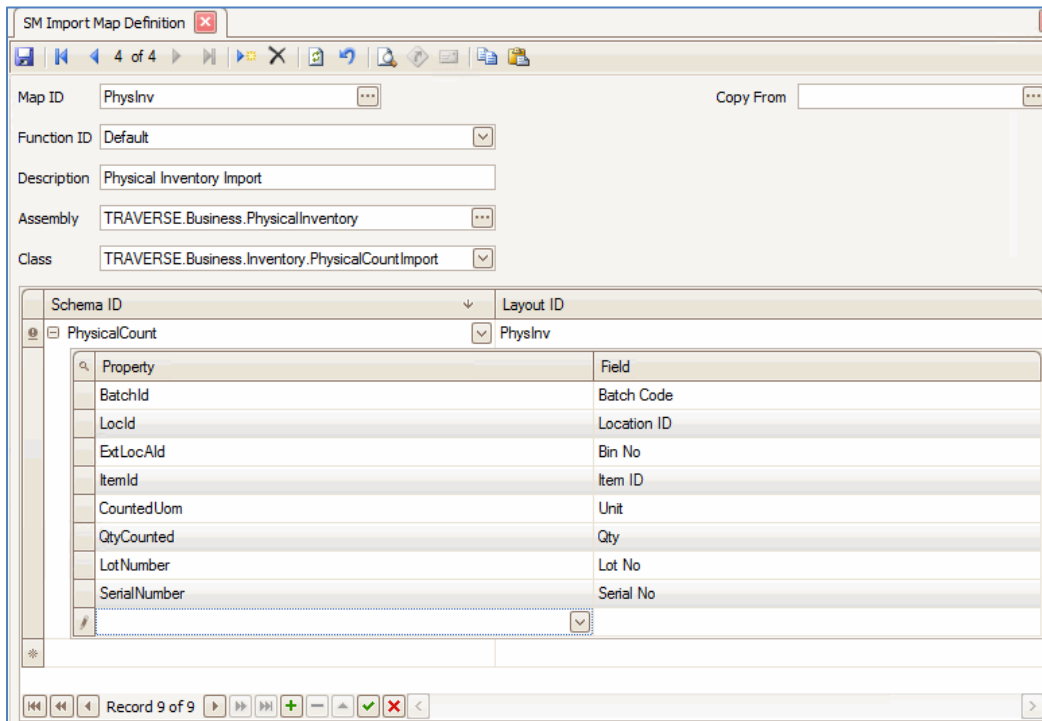 SM Import Map Definition
4 of 4
Map ID PhysInv Copy From
Function ID Default
Description Physical Inventory Import
Assembly TRAVERSE.Business.PhysicalInventory
Class TRAVERSE.Business.Inventory.PhysicalCountImport
Schema ID Layout ID
PhysicalCount PhysInv
Property Field
BatchId Batch Code
LocId Location ID
ExtLocAId Bin No
ItemId Item ID
CountedUom Unit
QtyCounted Qty
LotNumber Lot No
SerialNumber Serial No
Record 9 of 9